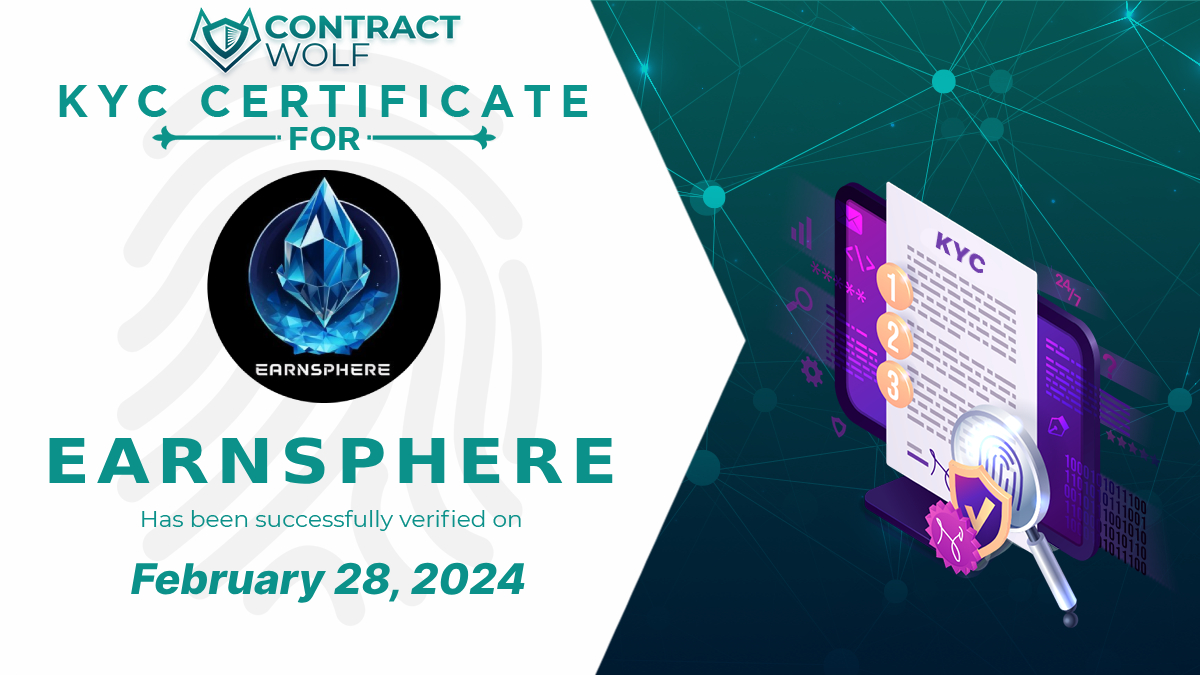 CONTRACT
WOLF
KYC CERTIFICATE
FOR
EARNSPHERE
EARNSPHERE
Has been successfully verified on
February 28, 2024
KYC
1
2
3
</>
****
24/7
?